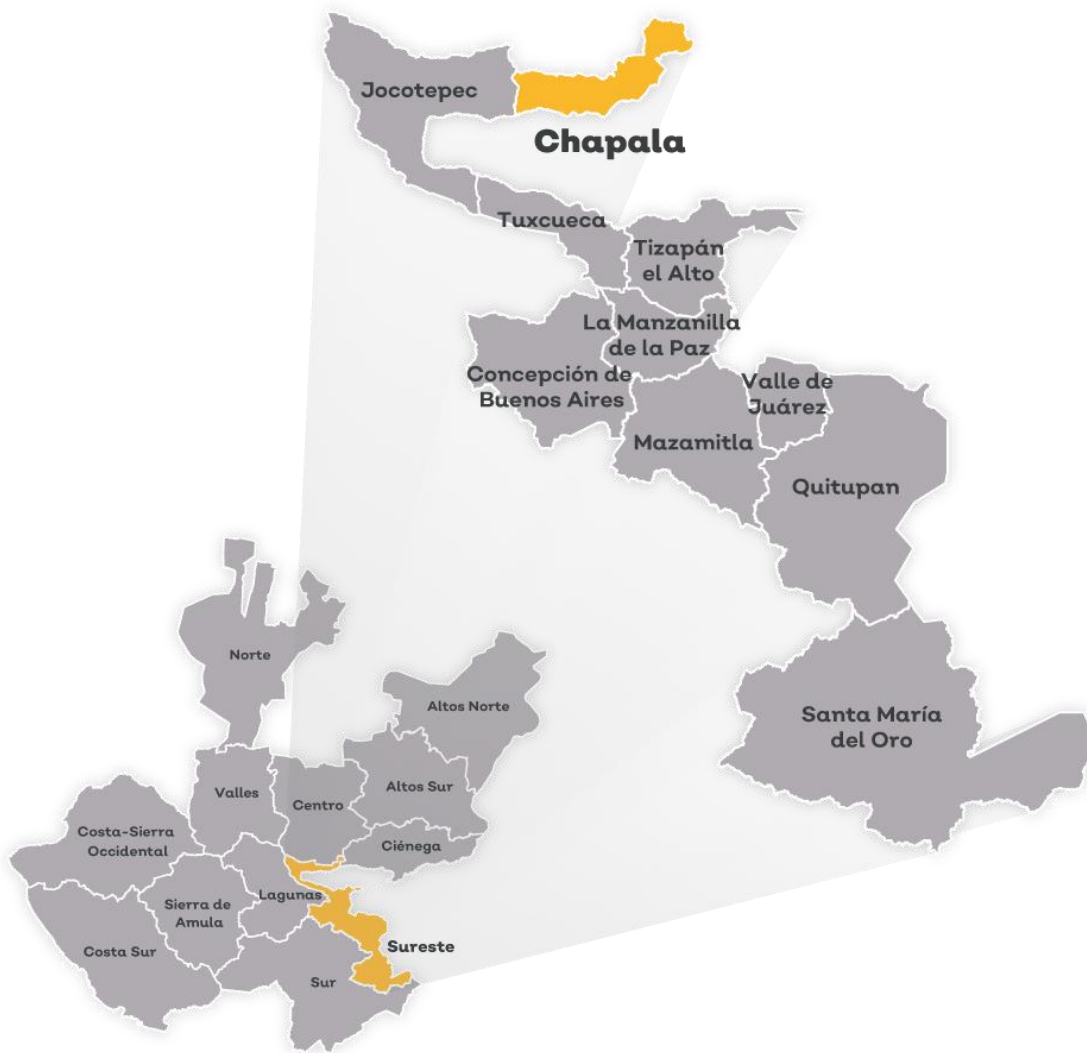 Jocotepec
Chapala
Tuxcueca
Tizapán
el Alto
La Manzanilla
de la Paz
Concepción de
Buenos Aires
Valle de
Juárez
Mazamitla
Quitupan
Santa María
del Oro
Norte
Altos Norte
Valles
Centro
Altos Sur
Costa-Sierra
Occidental
Ciénega
Lagunas
Sierra de
Amula
Sureste
Costa Sur
Sur